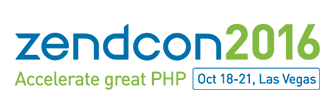 zendcon2016
Accelerate great PHP Oct 18-21, Las Vegas